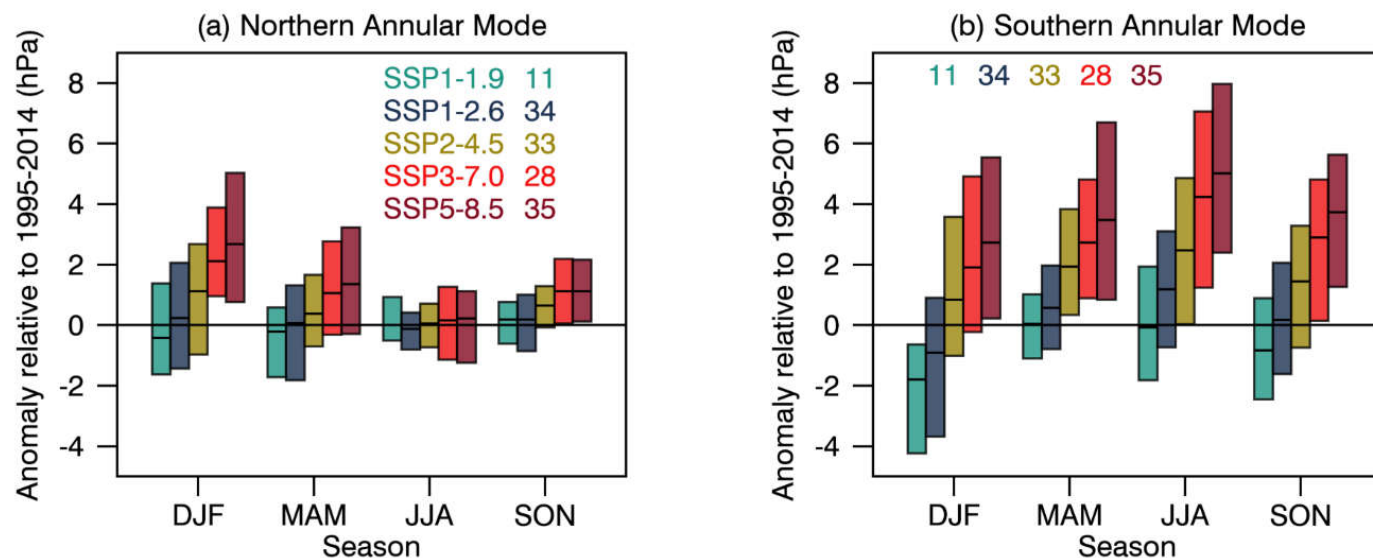 (a) Northern Annular Mode
Anomaly relative to 1995-2014 (hPa)
8
6
4
2
0
-2
-4
SSP1-1.9 11
SSP1-2.6 34
SSP2-4.5 33
SSP3-7.0 28
SSP5-8.5 35
DJF MAM JJA SON
Season
(b) Southern Annular Mode
Anomaly relative to 1995-2014 (hPa)
8
6
4
2
0
-2
-4
11 34 33 28 35
DJF MAM JJA SON
Season